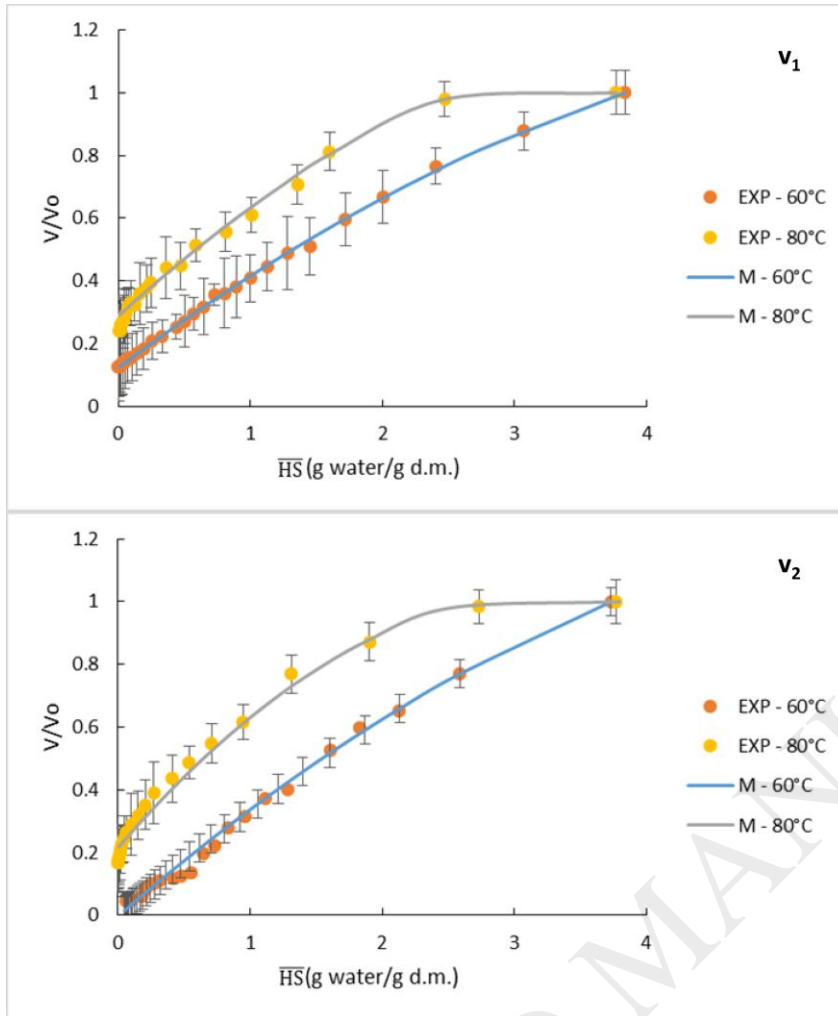 v1
1.2
1
0.8
0.6
0.4
0.2
0
V/Vo
0 1 2 3 4
HS (g water/g d.m.)
EXP - 60°C
EXP - 80°C
M - 60°C
M - 80°C
v2
1.2
1
0.8
0.6
0.4
0.2
0
V/Vo
0 1 2 3 4
HS (g water/g d.m.)
EXP - 60°C
EXP - 80°C
M - 60°C
M - 80°C
D MAN